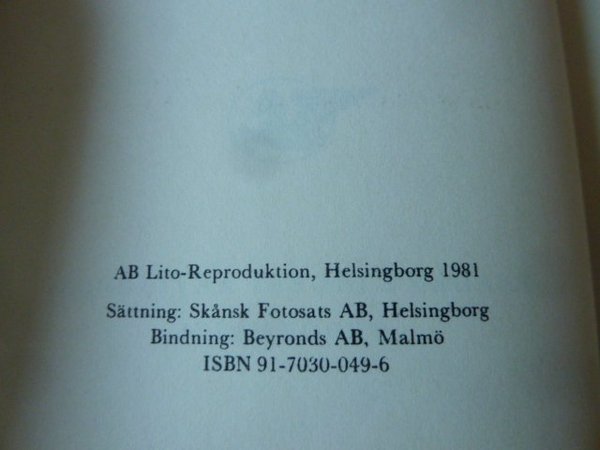 AB Lito-Reproduktion, Helsingborg 1981
Sättning: Skånsk Fotosats AB, Helsingborg
Bindning: Beyronds AB, Malmö
ISBN 91-7030-049-6